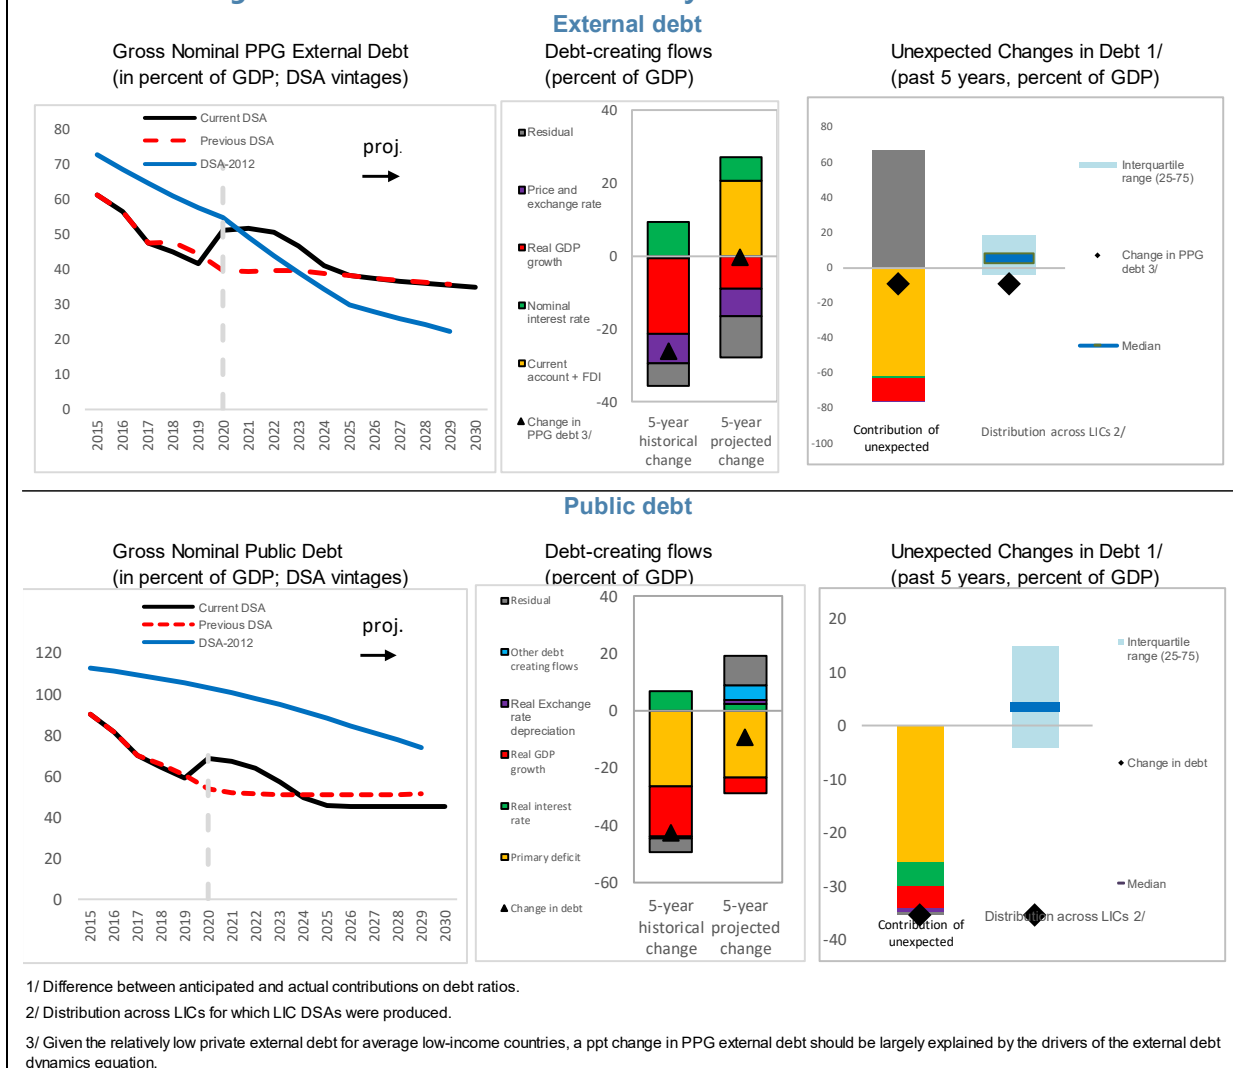 External debt
Gross Nominal PPG External Debt
(in percent of GDP; DSA vintages)
Current DSA
Previous DSA
DSA-2012
proj.
80
70
60
50
40
30
20
10
0
2015
2016
2017
2018
2019
2020
2021
2022
2023
2024
2025
2026
2027
2028
2029
2030
Debt-creating flows
(percent of GDP)
Residual
Price and
exchange rate
Real GDP
growth
Nominal
interest rate
Current
account + FDI
Change in
PPG debt 3/
40
20
0
-20
-40
5-year
historical
change
5-year
projected
change
Unexpected Changes in Debt 1/
(past 5 years, percent of GDP)
80
60
40
20
0
-20
-40
-60
-80
-100
Interquartile
range (25-75)
Change in PPG
debt 3/
Median
Contribution of
unexpected
Distribution across LICs 2/
Public debt
Gross Nominal Public Debt
(in percent of GDP; DSA vintages)
Current DSA
Previous DSA
DSA-2012
proj.
120
100
80
60
40
20
0
2015
2016
2017
2018
2019
2020
2021
2022
2023
2024
2025
2026
2027
2028
2029
2030
Debt-creating flows
(percent of GDP)
Residual
Other debt
creating flows
Real Exchange
rate
depreciation
Real GDP
growth
Real interest
rate
Primary deficit
Change in debt
40
20
0
-20
-40
-60
5-year
historical
change
5-year
projected
change
Unexpected Changes in Debt 1/
(past 5 years, percent of GDP)
20
10
0
-10
-20
-30
-40
Interquartile
range (25-75)
Change in debt
Median
Contribution of
unexpected
Distribution across LICs 2/
1/ Difference between anticipated and actual contributions on debt ratios.
2/ Distribution across LICs for which LIC DSAs were produced.
3/ Given the relatively low private external debt for average low-income countries, a ppt change in PPG external debt should be largely explained by the drivers of the external debt
dynamics equation.